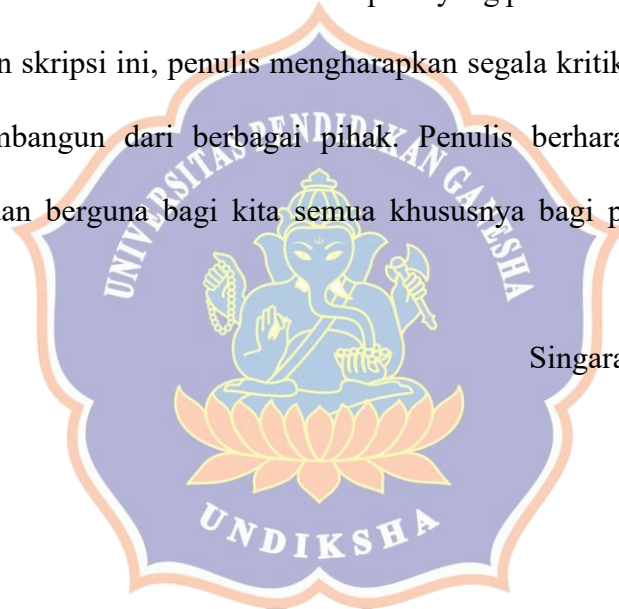 n skripsi ini, penulis mengharapkan segala kritik
mbangun dari berbagai pihak. Penulis berhara
UNIVERSITAS PENDIDIKAN GANESHA
dan berguna bagi kita semua khususnya bagi p
Singara
UNDIKSHA